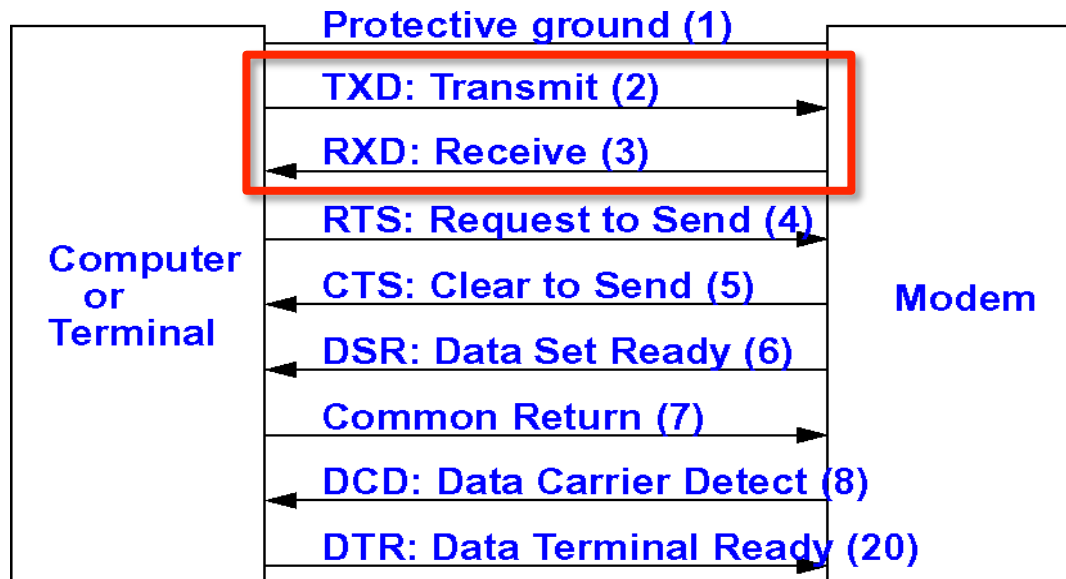 Protective ground (1)
TXD: Transmit (2)
RXD: Receive (3)
RTS: Request to Send (4)
Computer
or
Terminal
CTS: Clear to Send (5)
Modem
DSR: Data Set Ready (6)
Common Return (7)
DCD: Data Carrier Detect (8)
DTR: Data Terminal Ready (20)